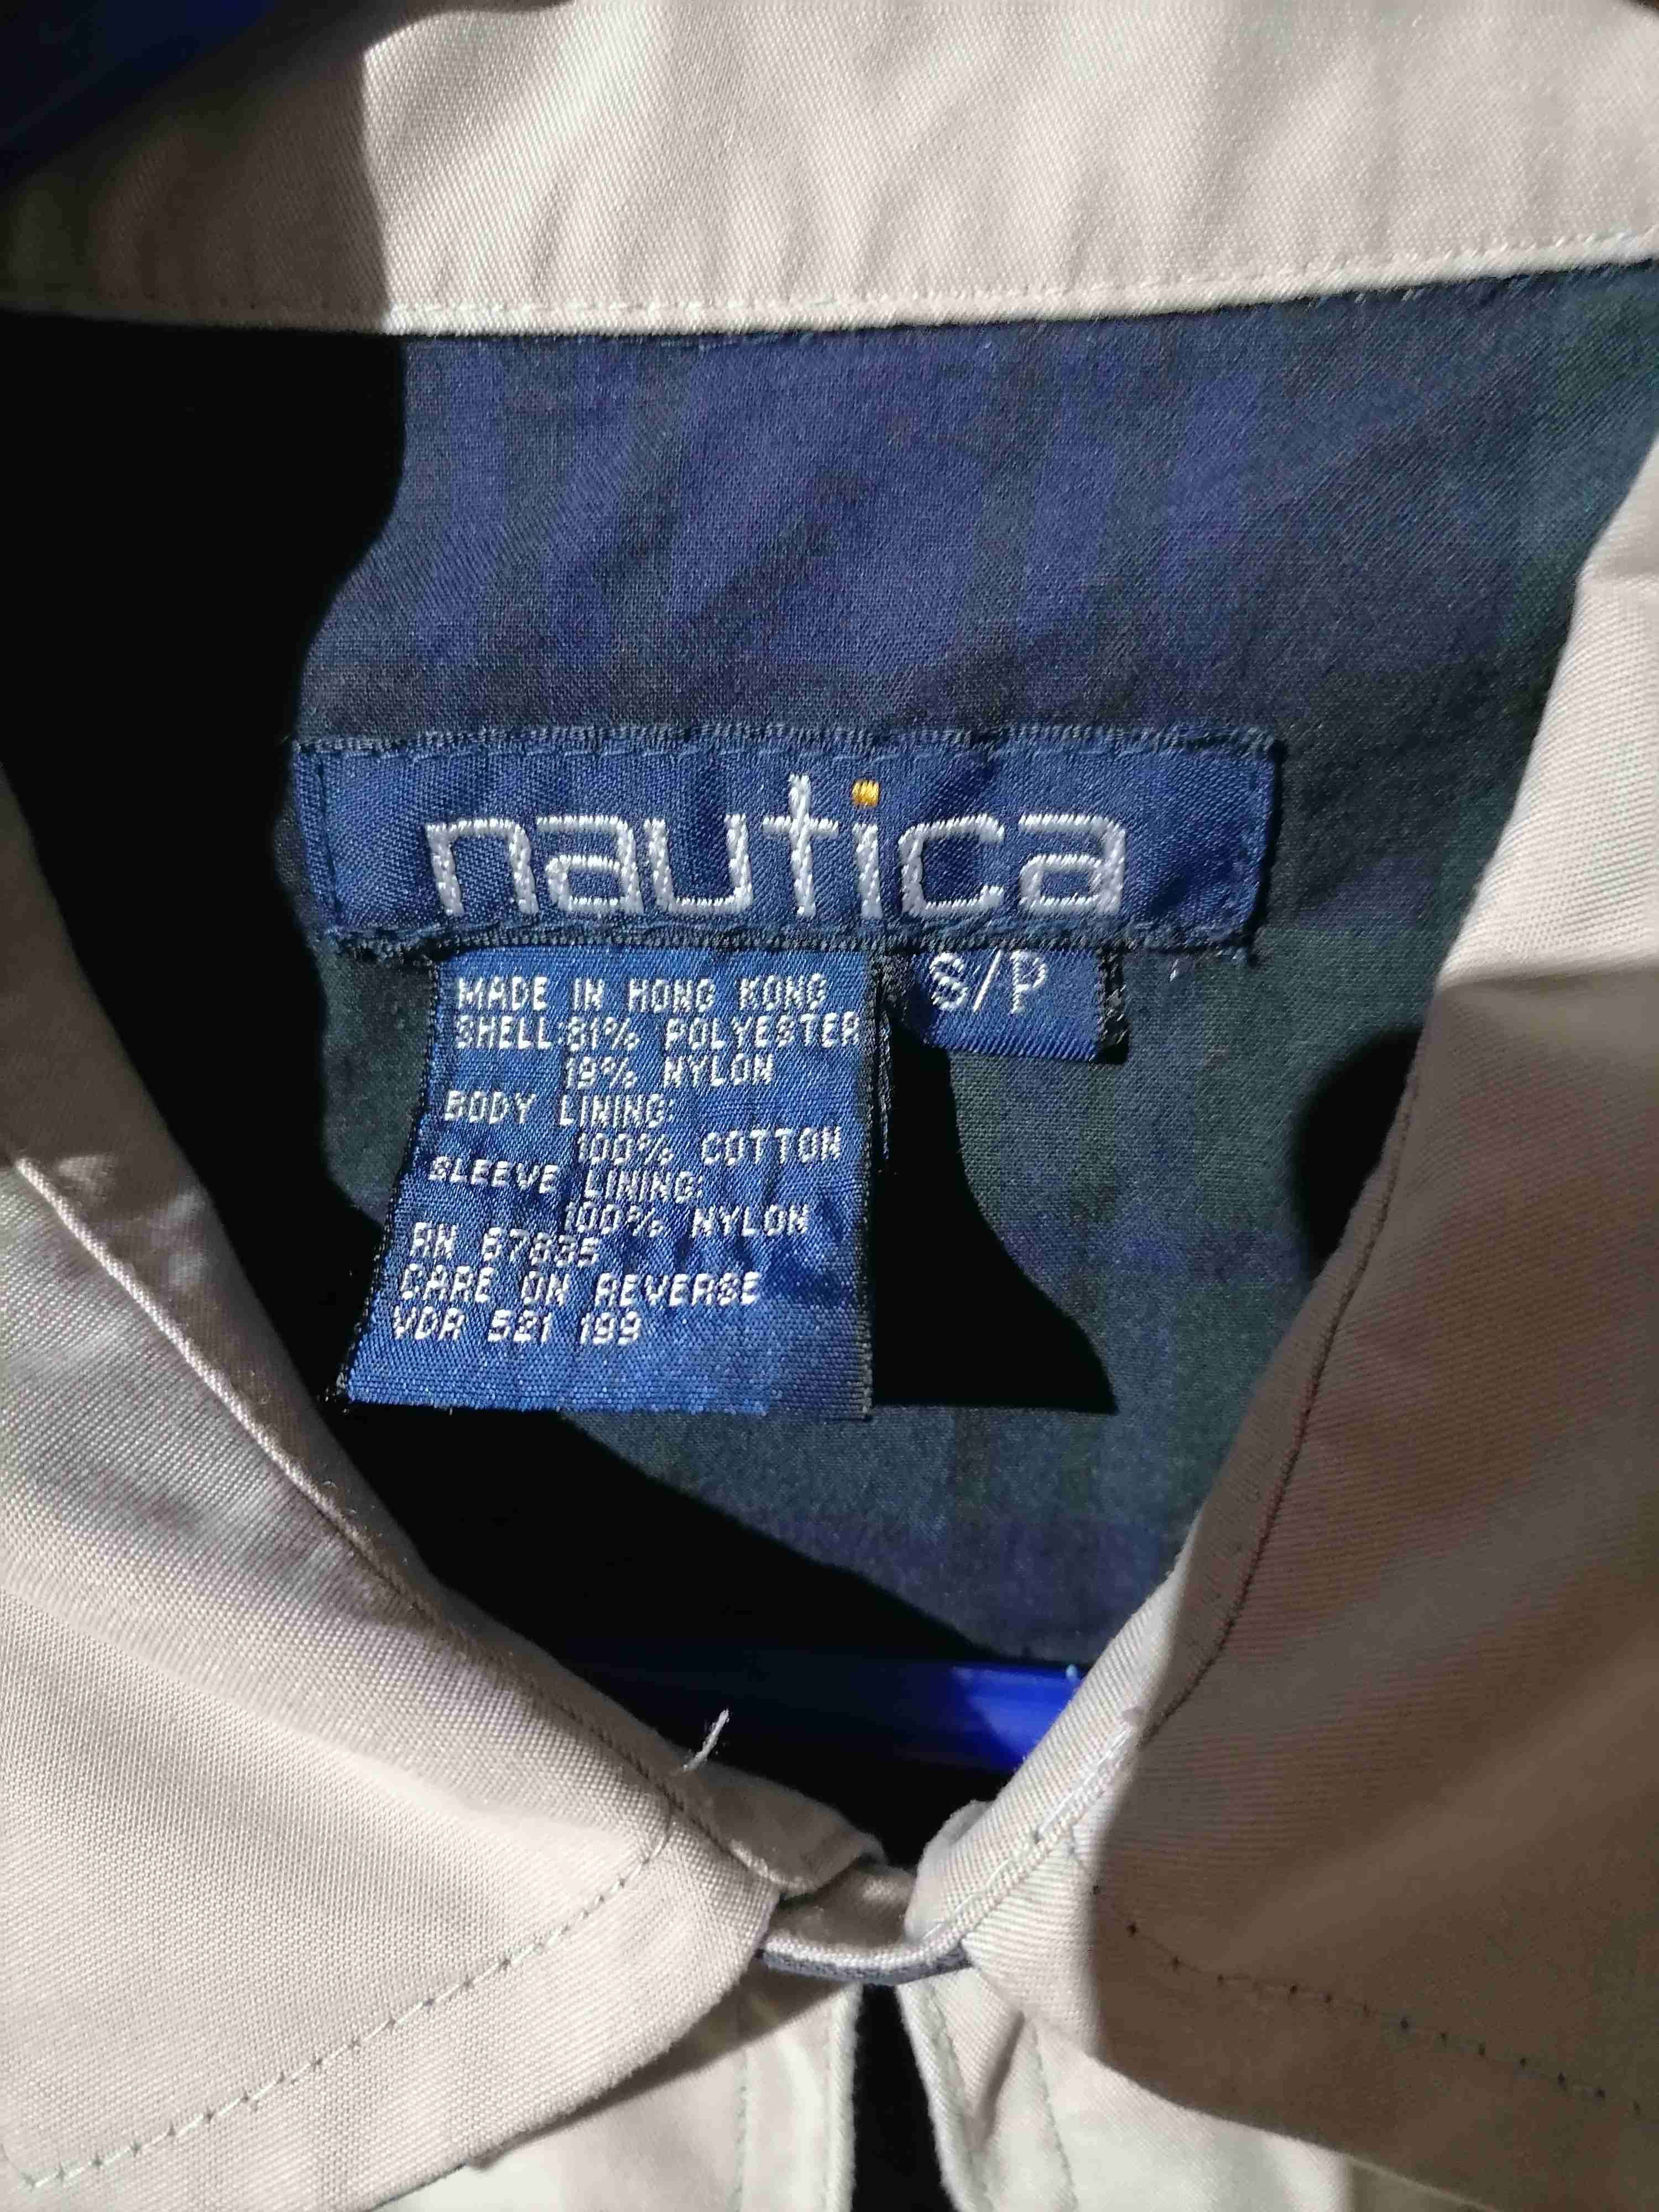 nautica
S/P
MADE IN HONG KONG
SHELL:81% POLYESTER
19% NYLON
BODY LINING:
100% COTTON
SLEEVE LINING:
100% NYLON
RN 67835
CARE ON REVERSE
VDR 521 199